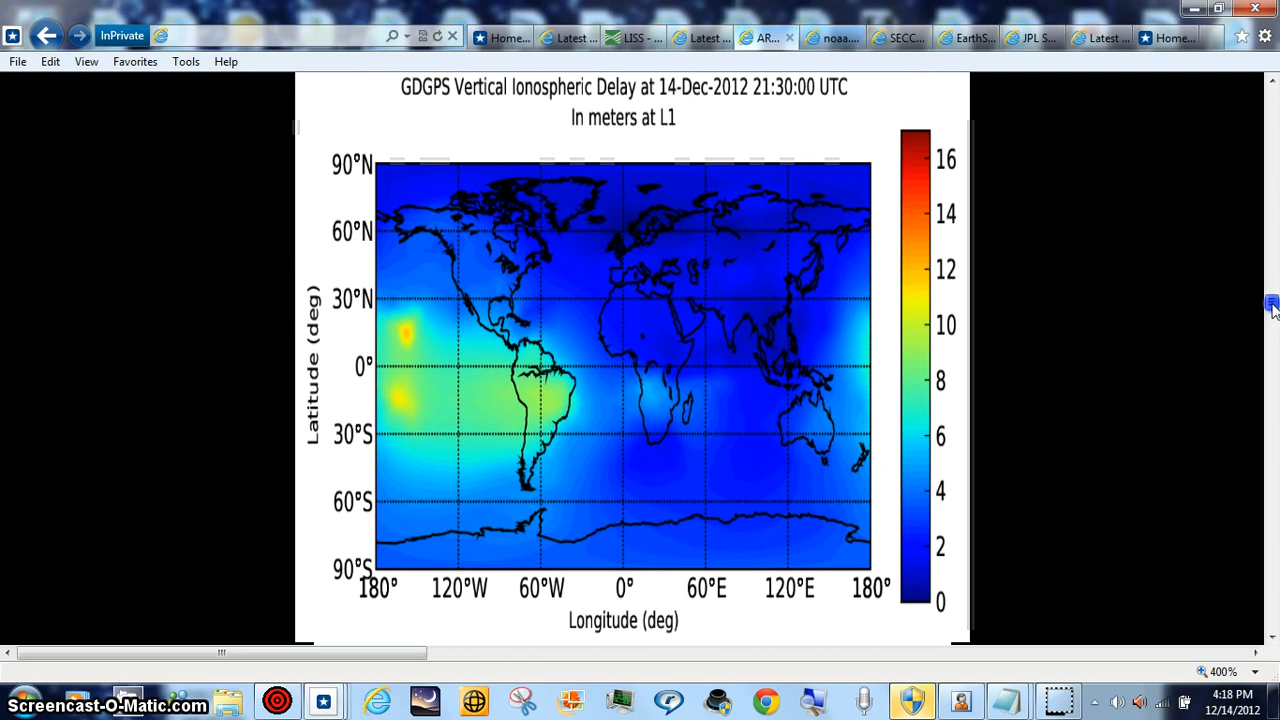 InPrivate
Home...
Latest ...
LISS - ...
Latest ...
AR...
noaa....
SECC...
EarthS...
JPL S...
Latest ...
Home...
File Edit View Favorites Tools Help
GDGPS Vertical Ionospheric Delay at 14-Dec-2012 21:30:00 UTC
In meters at L1
90°N
60°N
30°N
0°
30°S
60°S
90°S
Latitude (deg)
180° 120°W 60°W 0° 60°E 120°E 180°
Longitude (deg)
16
14
12
10
8
6
4
2
0
400%
Screencast-O-Matic.com
4:18 PM
12/14/2012